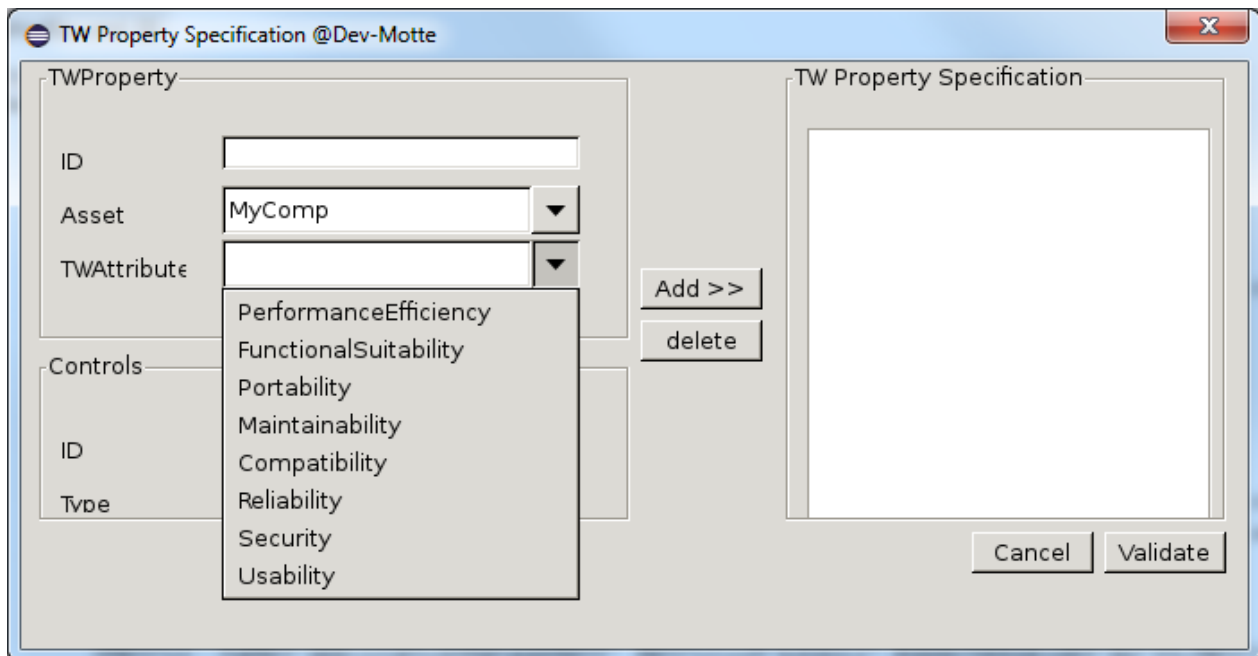 TW Property Specification @Dev-Motte
TWProperty
ID
Asset
MyComp
TWAttribute
PerformanceEfficiency
FunctionalSuitability
Portability
Maintainability
Compatibility
Reliability
Security
Usability
Controls
ID
Type
Add >>
delete
TW Property Specification
Cancel
Validate